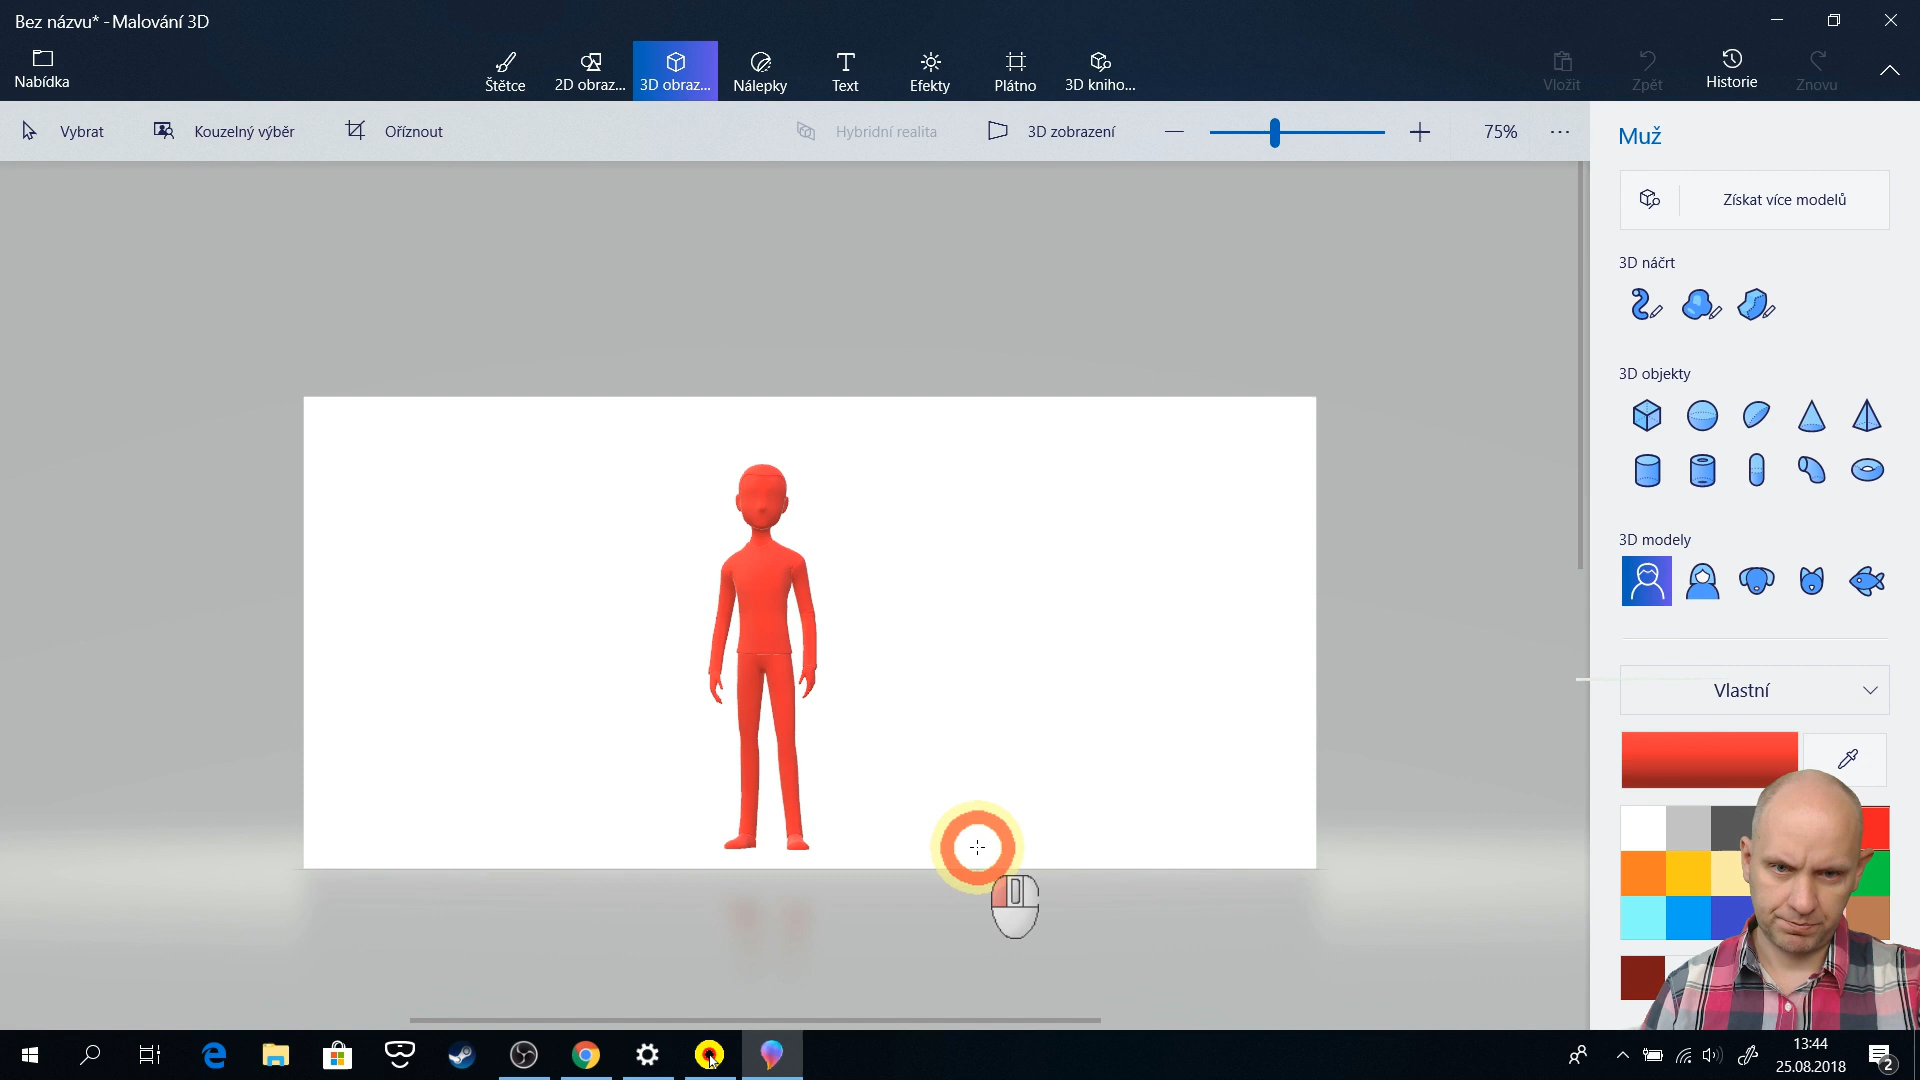 Bez názvu* - Malování 3D
Nabídka
Štětce
2D obraz...
3D obraz...
Nálepky
Text
Efekty
Plátno
3D kniho...
Vložit
Zpět
Historie
Znovu
Vybrat
Kouzelný výběr
Oříznout
Hybridní realita
3D zobrazení
75%
Muž
Získat více modelů
3D náčrt
3D objekty
3D modely
Vlastní
13:44
25.08.2018
2